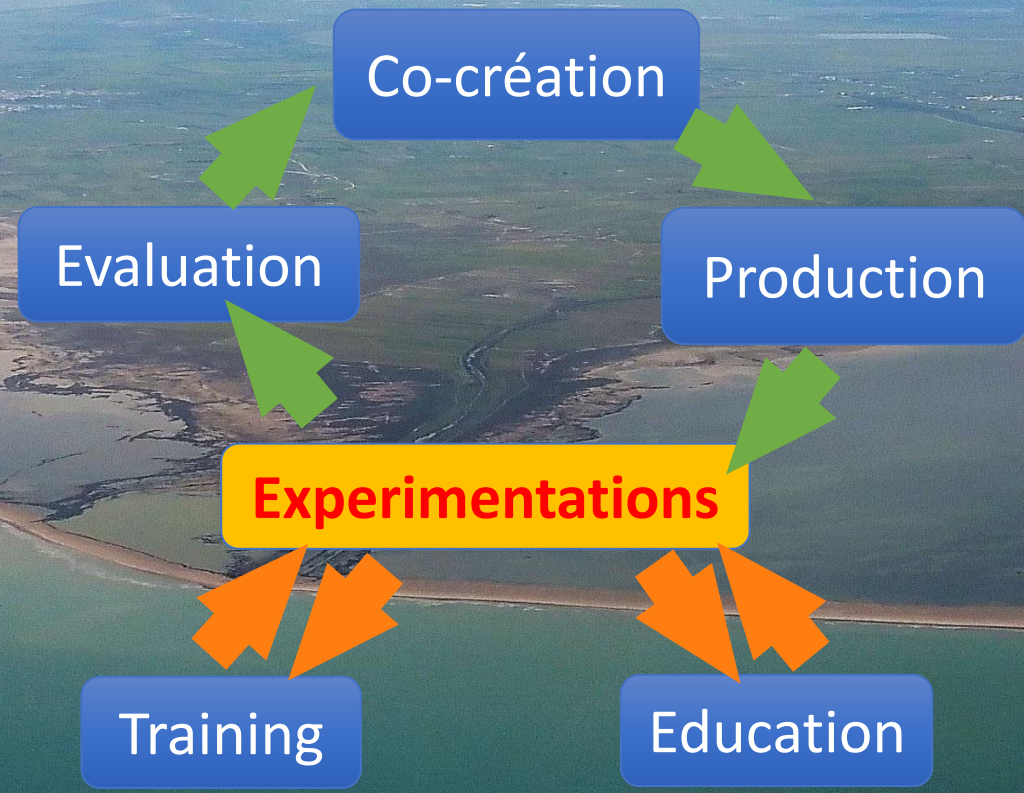 Co-création
Evaluation
Production
Experimentations
Training
Education